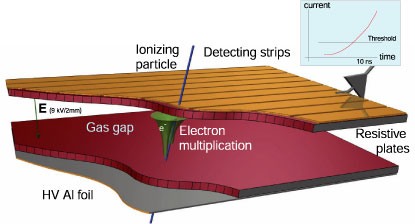 current
Threshold
time
10 ns
Ionizing
particle
Detecting strips
E (9 kV/2mm)
Gas gap
e
Electron
multiplication
Resistive
plates
HV Al foil